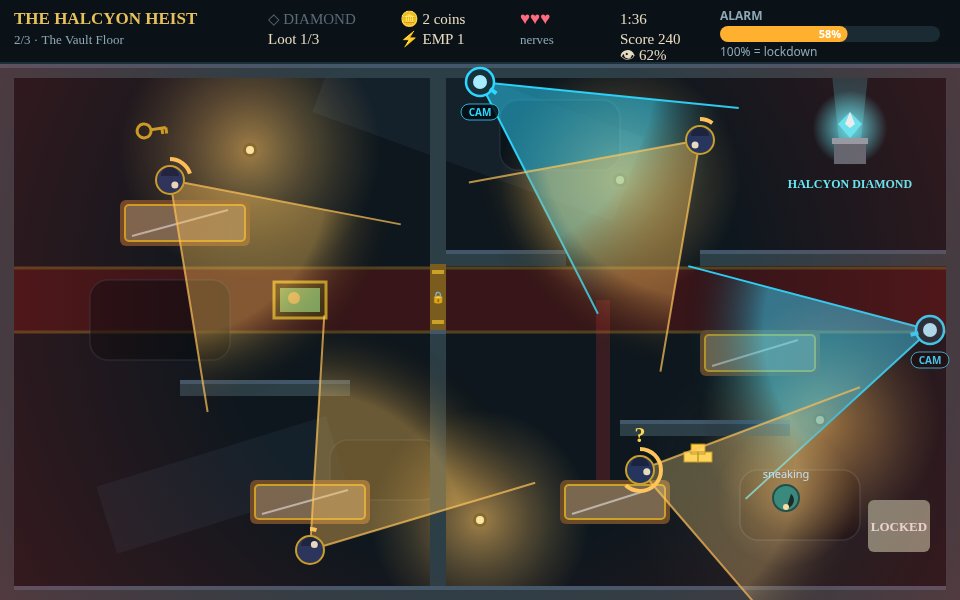 THE HALCYON HEIST
2/3 · The Vault Floor
◇ DIAMOND
Loot 1/3
🪙 2 coins
⚡ EMP 1
♥♥♥
nerves
1:36
Score 240
👁 62%
ALARM
58%
100% = lockdown
CAM
HALCYON DIAMOND
🔒
CAM
?
sneaking
LOCKED